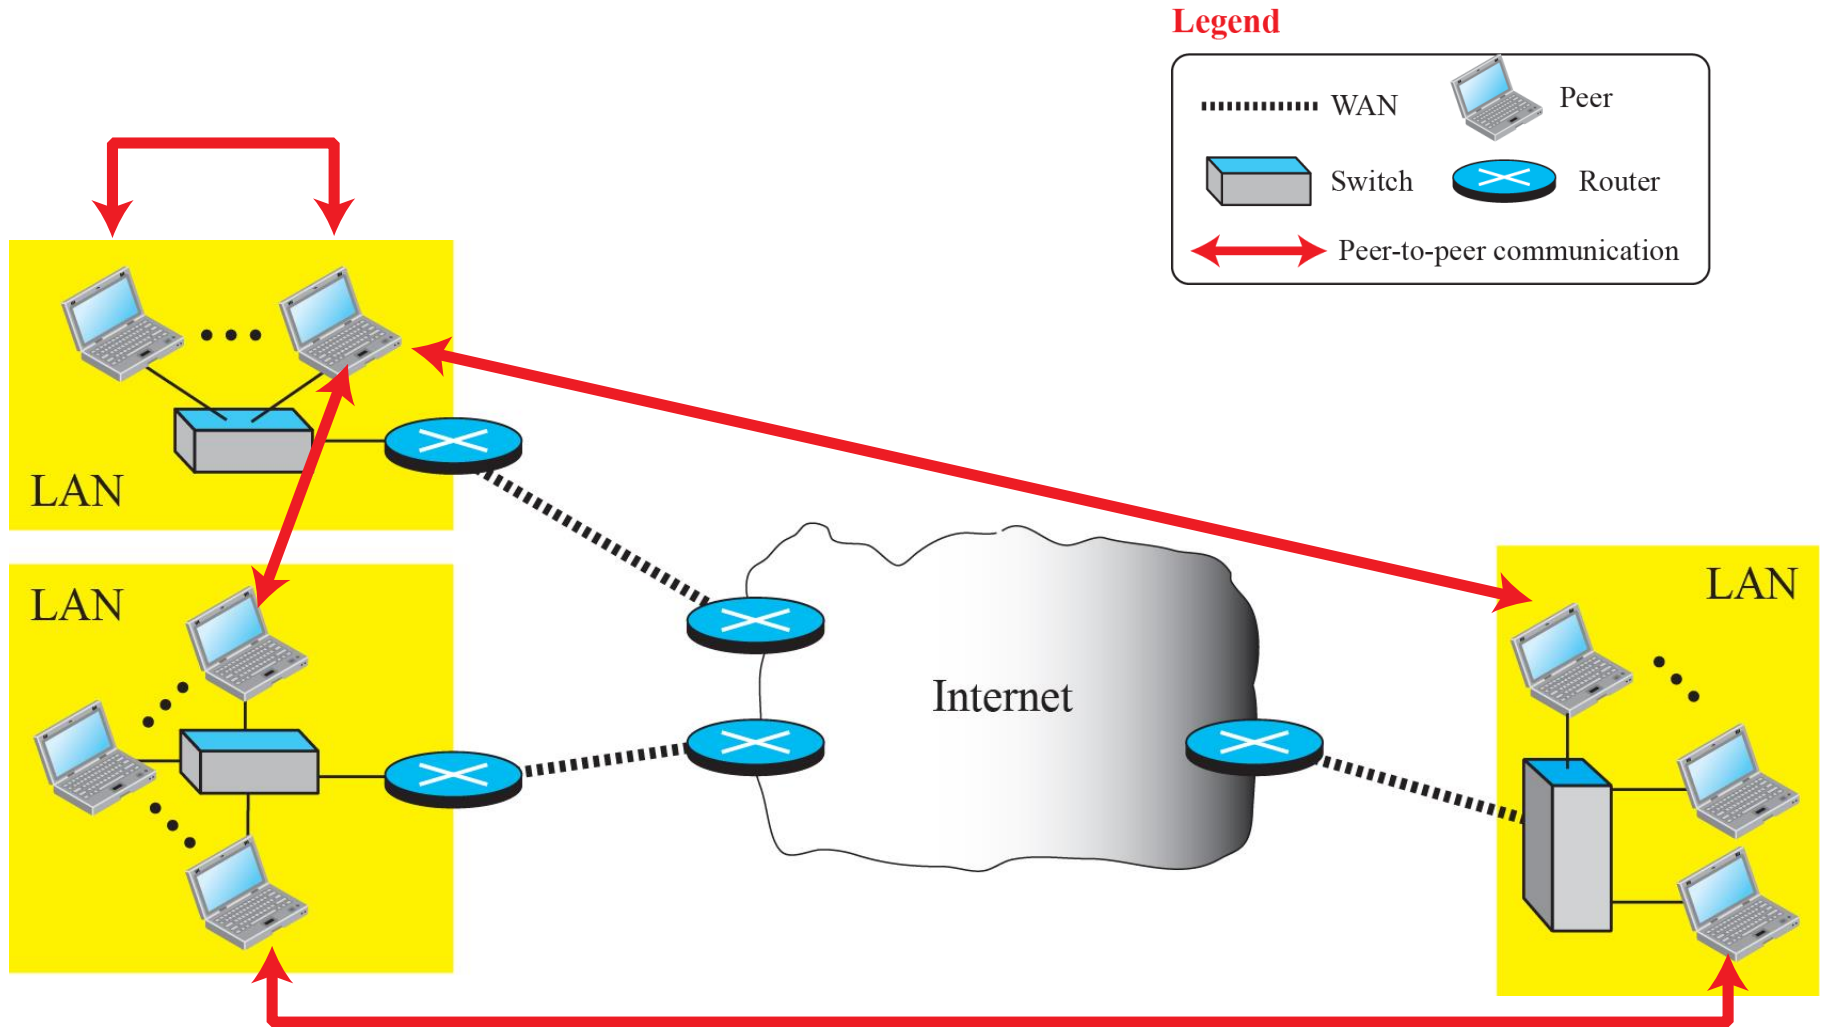 Legend
WAN
Peer
Switch
Router
Peer-to-peer communication
LAN
LAN
LAN
Internet